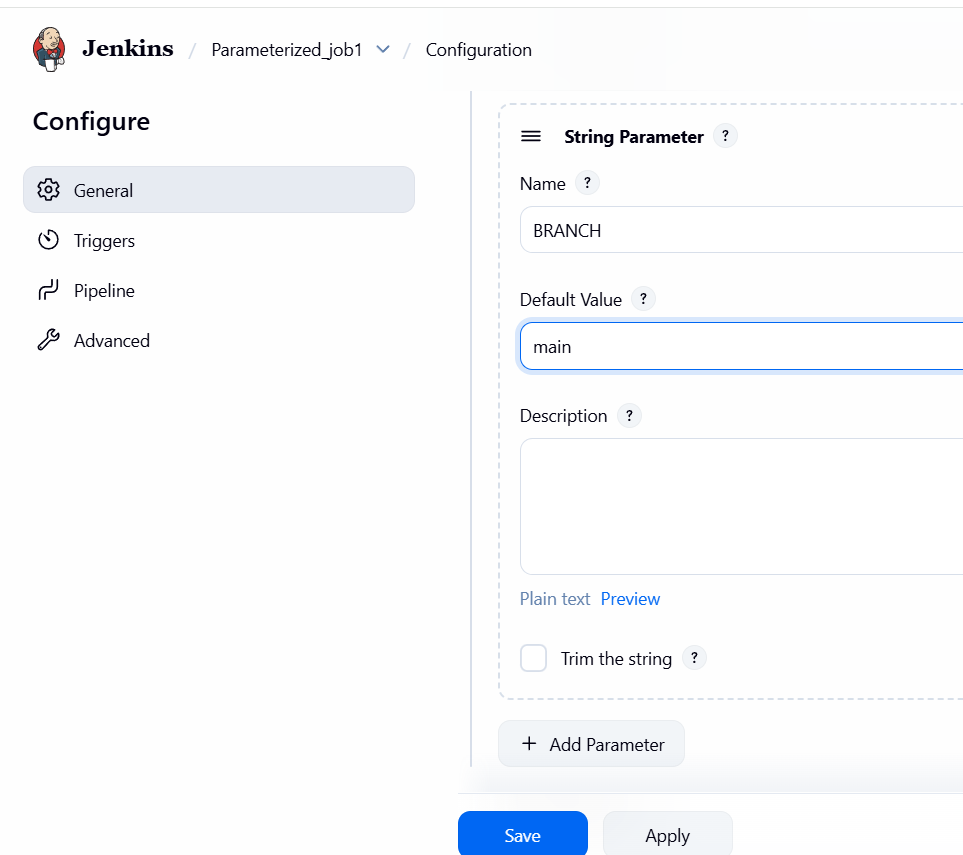 Jenkins / Parameterized_job1 / Configuration
Configure
General
Triggers
Pipeline
Advanced
String Parameter ?
Name ?
BRANCH
Default Value ?
main
Description ?
Plain text Preview
Trim the string ?
+ Add Parameter
Save Apply